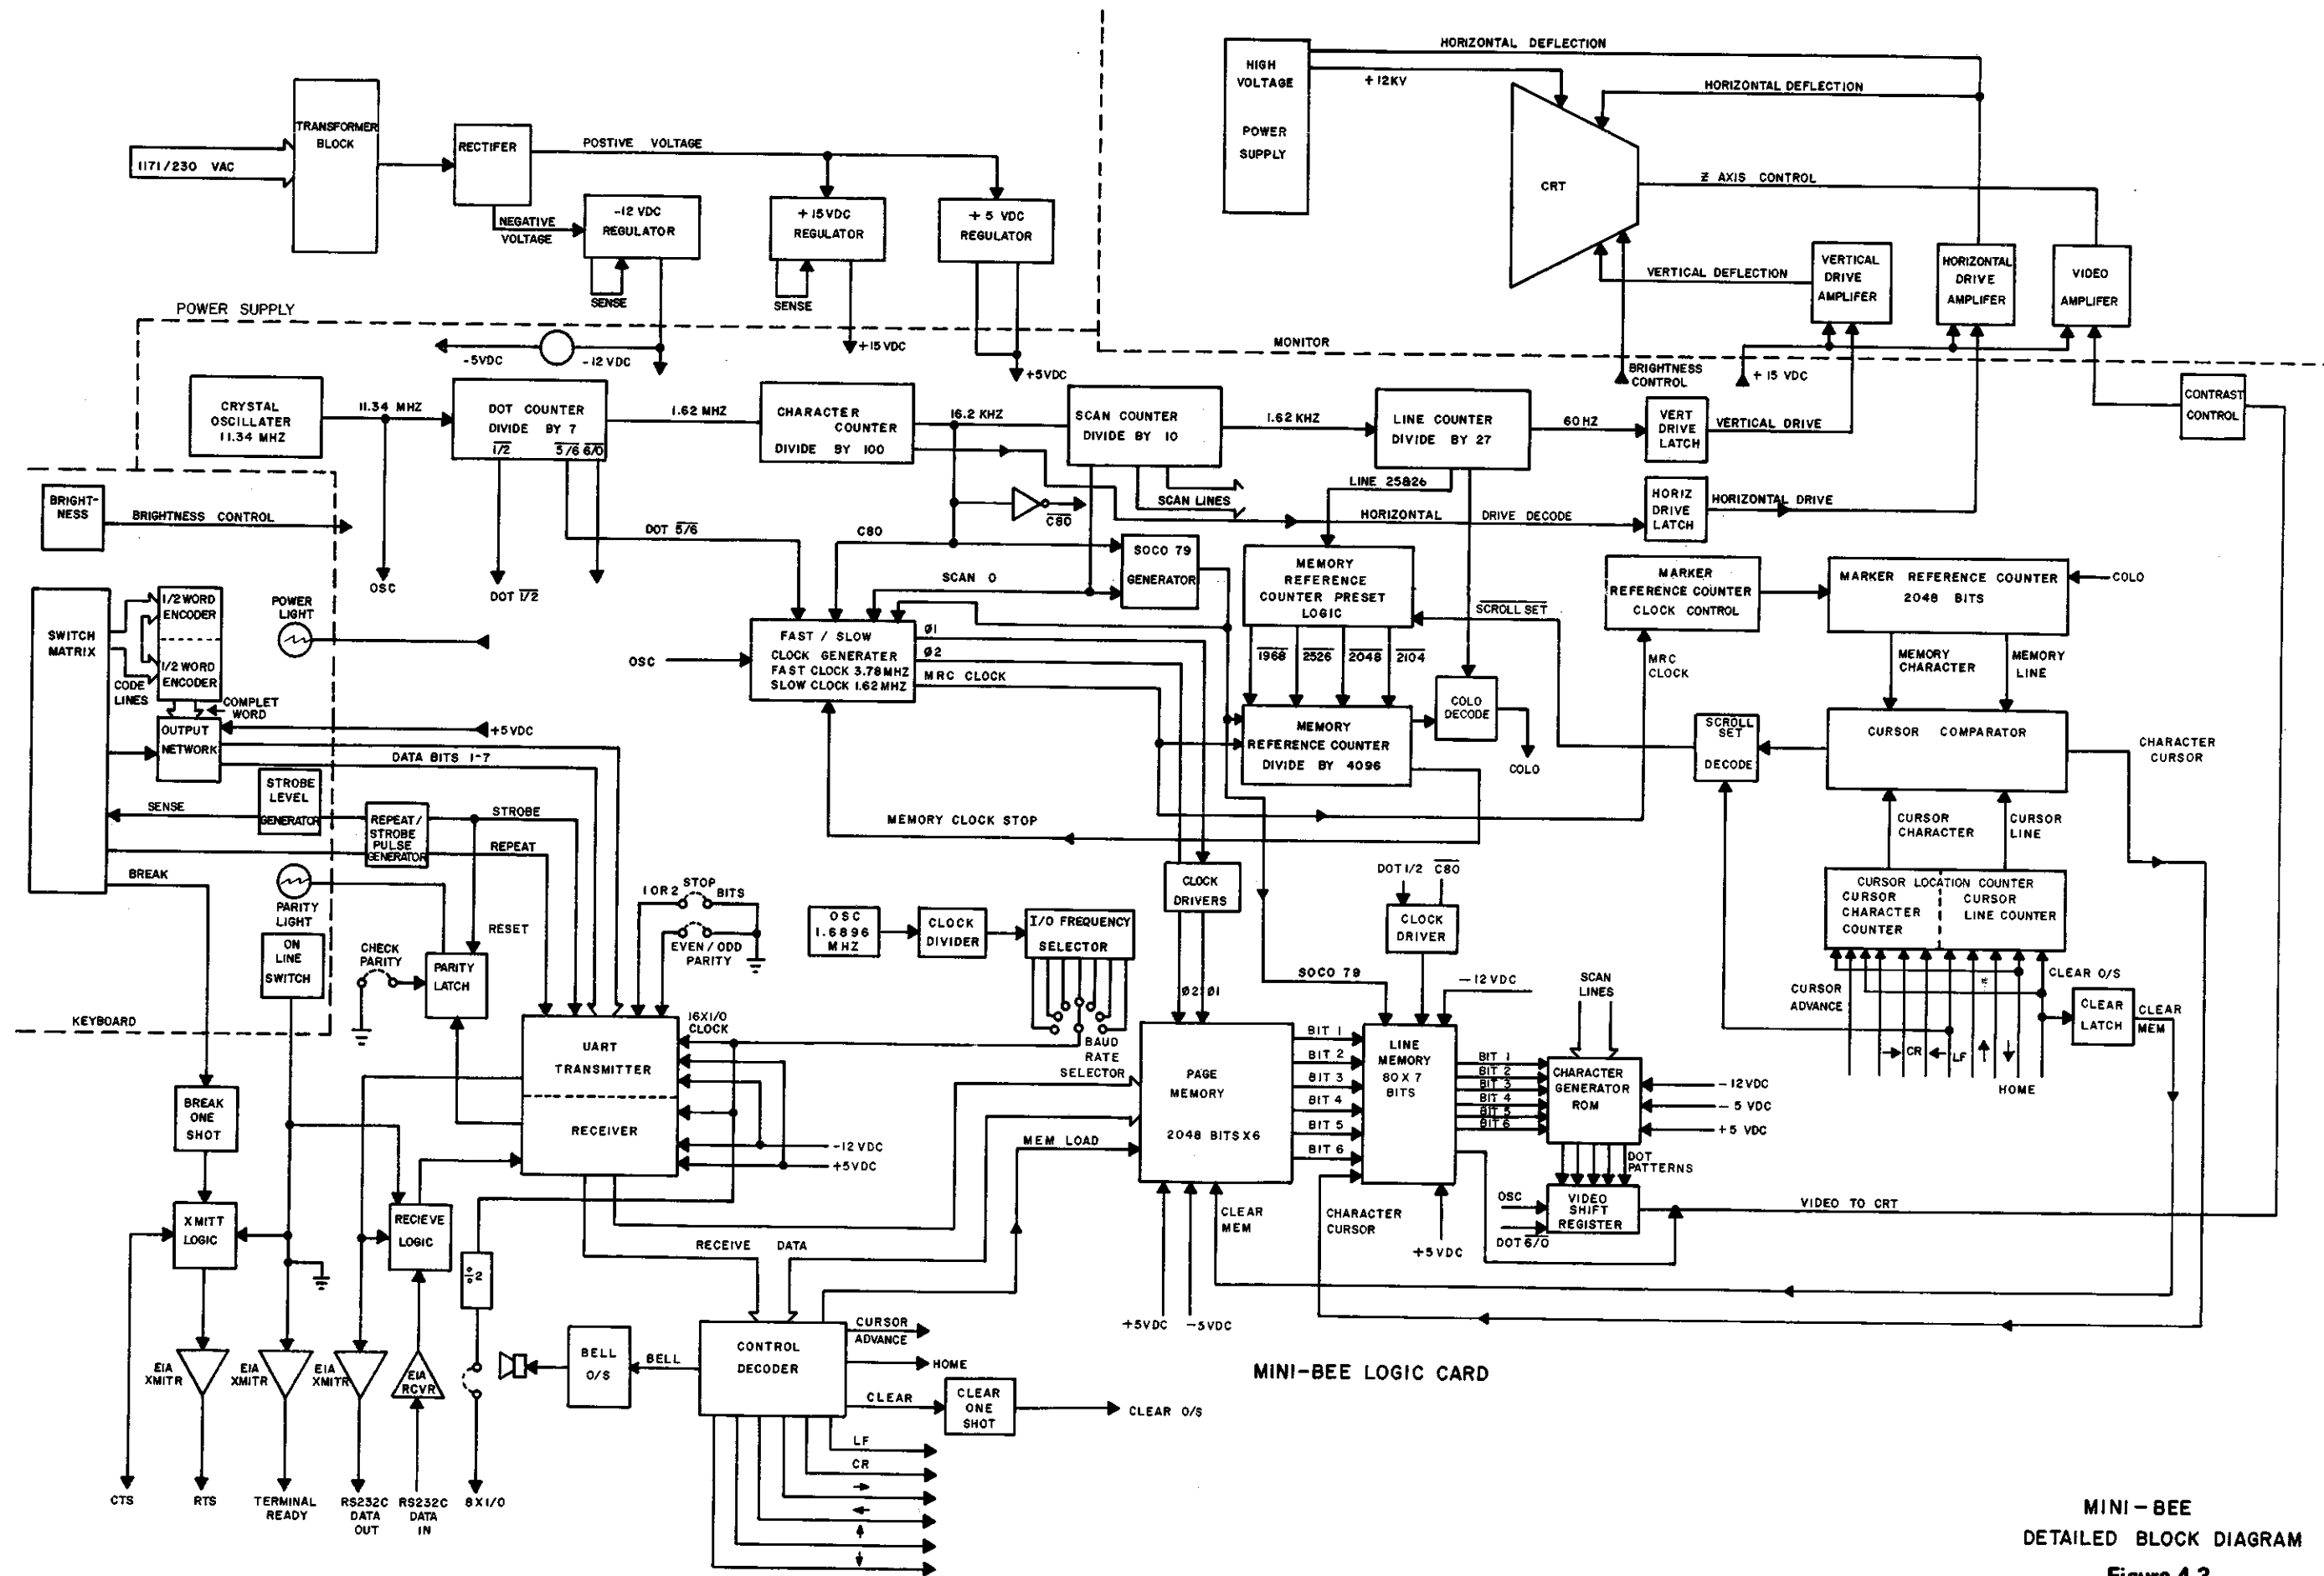 HORIZONTAL DEFLECTION
HIGH
VOLTAGE
POWER
SUPPLY
+12KV
HORIZONTAL DEFLECTION
CRT
Z AXIS CONTROL
VERTICAL DEFLECTION
VERTICAL
DRIVE
AMPLIFER
HORIZONTAL
DRIVE
AMPLIFER
VIDEO
AMPLIFER
MONITOR
BRIGHTNESS
CONTROL
+ 15 VDC
CONTRAST
CONTROL
TRANSFORMER
BLOCK
1171/230 VAC
RECTIFER
POSTIVE VOLTAGE
NEGATIVE
VOLTAGE
-12 VDC
REGULATOR
SENSE
+ 15VDC
REGULATOR
SENSE
+ 5 VDC
REGULATOR
POWER SUPPLY
-5VDC
-12 VDC
+15VDC
+5VDC
CRYSTAL
OSCILLATER
11.34 MHZ
11.34 MHZ
OSC
DOT COUNTER
DIVIDE BY 7
1/2
5/6 6/0
DOT 1/2
DOT 5/6
1.62 MHZ
CHARACTER
COUNTER
DIVIDE BY 100
16.2 KHZ
SCAN COUNTER
DIVIDE BY 10
1.62 KHZ
LINE COUNTER
DIVIDE BY 27
60 HZ
VERT
DRIVE
LATCH
VERTICAL DRIVE
LINE 25&26
SCAN LINES
C80
HORIZONTAL DRIVE DECODE
HORIZ
DRIVE
LATCH
HORIZONTAL DRIVE
C80
SCAN 0
SOCO 79
GENERATOR
MEMORY
REFERENCE
COUNTER PRESET
LOGIC
SCROLL SET
1968 2526 2048 2104
MARKER
REFERENCE COUNTER
CLOCK CONTROL
MARKER REFERENCE COUNTER
2048 BITS
COLO
MRC
CLOCK
MEMORY
CHARACTER
MEMORY
LINE
OSC
FAST / SLOW
CLOCK GENERATER
FAST CLOCK 3.78MHZ
SLOW CLOCK 1.62MHZ
Ø1
Ø2
MRC CLOCK
MEMORY
REFERENCE COUNTER
DIVIDE BY 4096
COLO
DECODE
COLO
SCROLL
SET
DECODE
CURSOR COMPARATOR
CHARACTER
CURSOR
MEMORY CLOCK STOP
CURSOR
CHARACTER
CURSOR
LINE
CURSOR LOCATION COUNTER
CURSOR
CHARACTER
COUNTER
CURSOR
LINE COUNTER
CURSOR
ADVANCE
CR
LF
HOME
CLEAR O/S
CLEAR
LATCH
CLEAR
MEM
BRIGHT-
NESS
BRIGHTNESS CONTROL
SWITCH
MATRIX
1/2 WORD
ENCODER
1/2 WORD
ENCODER
CODE
LINES
COMPLET
WORD
POWER
LIGHT
OUTPUT
NETWORK
+5VDC
DATA BITS 1-7
STROBE
LEVEL
GENERATOR
SENSE
REPEAT/
STROBE
PULSE
GENERATOR
STROBE
REPEAT
BREAK
PARITY
LIGHT
ON
LINE
SWITCH
RESET
CHECK
PARITY
PARITY
LATCH
KEYBOARD
1 OR 2 STOP
BITS
EVEN / ODD
PARITY
OSC
1.6896
MHZ
CLOCK
DIVIDER
I/O FREQUENCY
SELECTOR
BAUD
RATE
SELECTOR
16X1/0
CLOCK
UART
TRANSMITTER
RECEIVER
-12 VDC
+5VDC
CLOCK
DRIVERS
Ø2 Ø1
DOT 1/2 C80
CLOCK
DRIVER
SOCO 79
-12 VDC
PAGE
MEMORY
2048 BITS X6
MEM LOAD
BIT 1
BIT 2
BIT 3
BIT 4
BIT 5
BIT 6
LINE
MEMORY
80 X 7
BITS
BIT 1
BIT 2
BIT 3
BIT 4
BIT 5
BIT 6
SCAN
LINES
CHARACTER
GENERATOR
ROM
-12VDC
- 5 VDC
+5 VDC
DOT
PATTERNS
OSC
DOT 6/0
VIDEO
SHIFT
REGISTER
VIDEO TO CRT
CLEAR
MEM
CHARACTER
CURSOR
+5VDC
+5VDC
-5VDC
BREAK
ONE
SHOT
XMITT
LOGIC
RECIEVE
LOGIC
÷2
RECEIVE DATA
EIA
XMITR
EIA
XMITR
EIA
XMITR
EIA
RCVR
CTS
RTS
TERMINAL
READY
RS232C
DATA
OUT
RS232C
DATA
IN
8X1/0
BELL
O/S
BELL
CONTROL
DECODER
CURSOR
ADVANCE
HOME
CLEAR
CLEAR
ONE
SHOT
CLEAR O/S
LF
CR
MINI-BEE LOGIC CARD
MINI-BEE
DETAILED BLOCK DIAGRAM